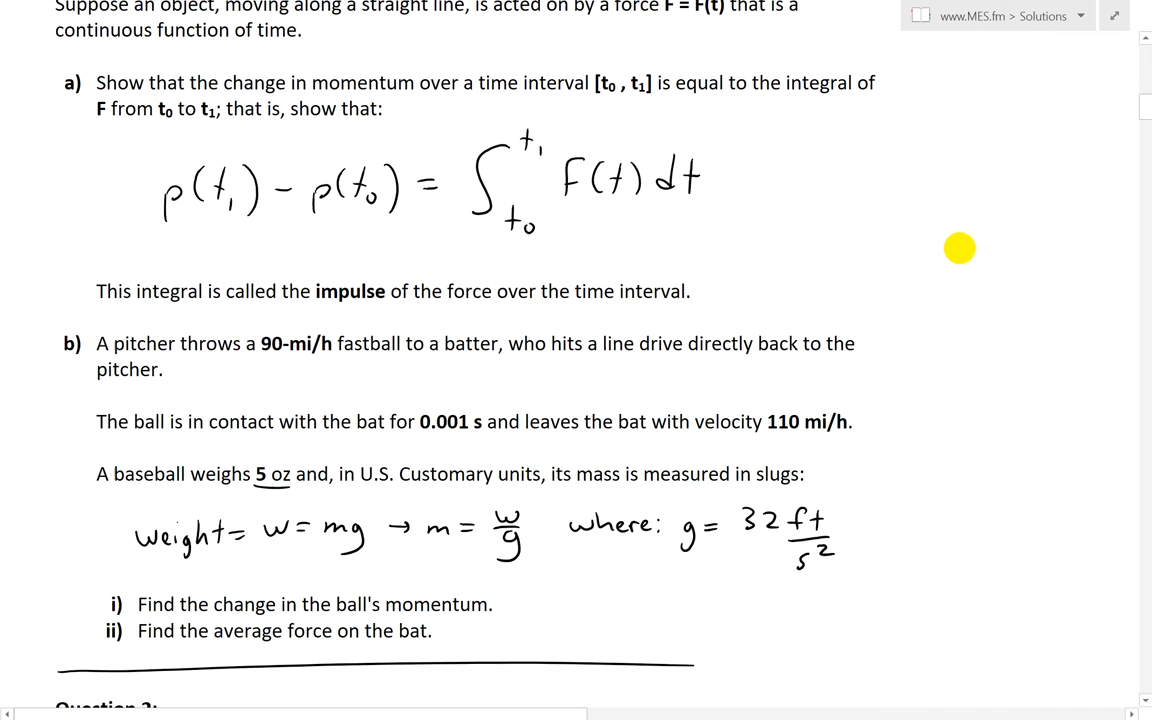 Suppose an object, moving along a straight line, is acted on by a force F = F(t) that is a
www.MES.fm > Solutions
continuous function of time.
a) Show that the change in momentum over a time interval [t₀ , t₁] is equal to the integral of
F from t₀ to t₁; that is, show that:
p(t₁) - p(t₀) = ∫_{t₀}^{t₁} F(t) dt
This integral is called the impulse of the force over the time interval.
b) A pitcher throws a 90-mi/h fastball to a batter, who hits a line drive directly back to the
pitcher.
The ball is in contact with the bat for 0.001 s and leaves the bat with velocity 110 mi/h.
A baseball weighs 5 oz and, in U.S. Customary units, its mass is measured in slugs:
weight = w = mg → m = w/g where: g = 32 ft/s²
i) Find the change in the ball's momentum.
ii) Find the average force on the bat.
Question 2: